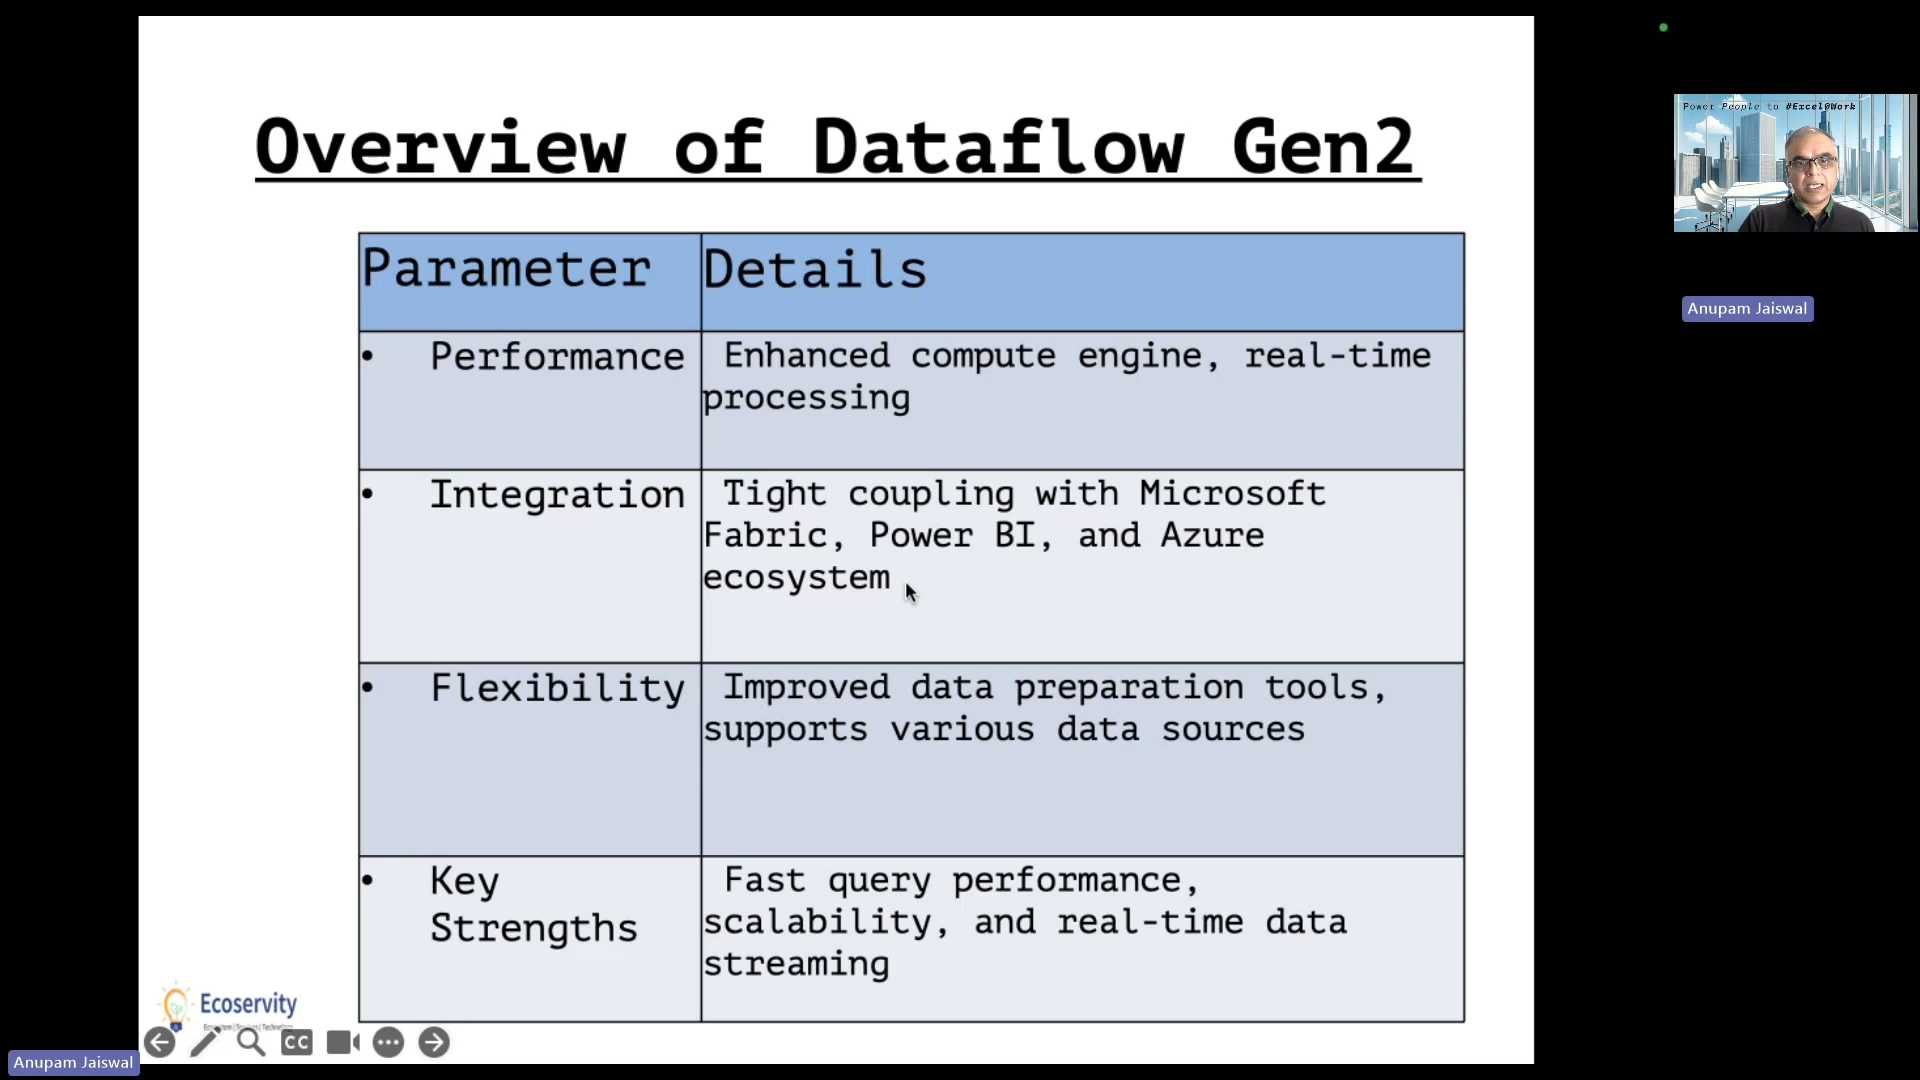 Overview of Dataflow Gen2
Parameter
Details
• Performance
Enhanced compute engine, real-time
processing
• Integration
Tight coupling with Microsoft
Fabric, Power BI, and Azure
ecosystem
• Flexibility
Improved data preparation tools,
supports various data sources
• Key
Strengths
Fast query performance,
scalability, and real-time data
streaming
Ecoservity
CC
Anupam Jaiswal
Power People to #Excel@Work
Anupam Jaiswal